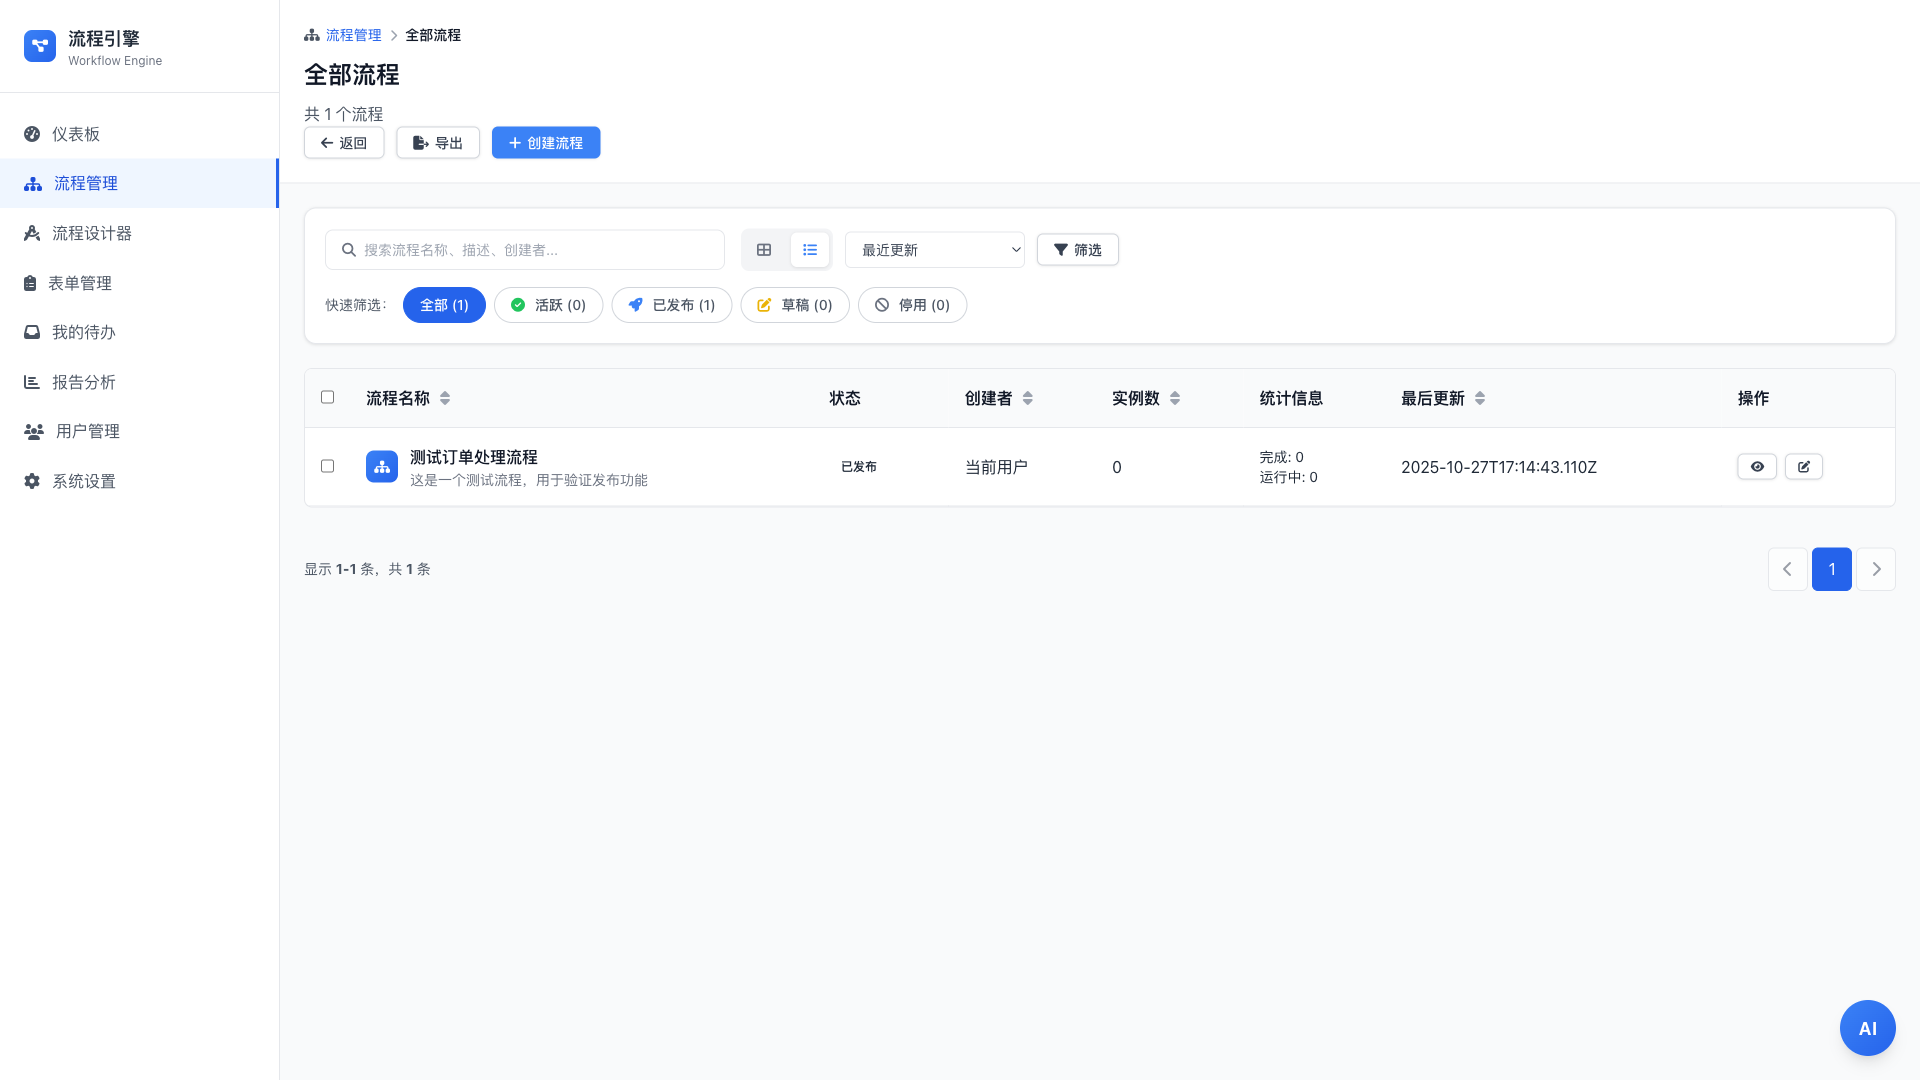 流程引擎
Workflow Engine
仪表板
流程管理
流程设计器
表单管理
我的待办
报告分析
用户管理
系统设置
流程管理 全部流程
全部流程
共 1 个流程
返回 导出 创建流程
搜索流程名称、描述、创建者... 最近更新 筛选
快速筛选： 全部 (1) 活跃 (0) 已发布 (1) 草稿 (0) 停用 (0)
流程名称 状态 创建者 实例数 统计信息 最后更新 操作
测试订单处理流程
这是一个测试流程，用于验证发布功能
已发布 当前用户 0
完成: 0
运行中: 0
2025-10-27T17:14:43.110Z
显示 1-1 条，共 1 条
1
AI